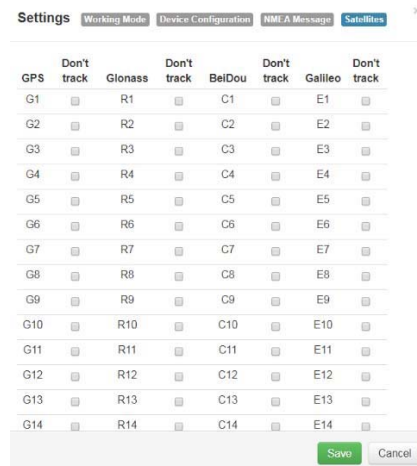 Settings Working Mode Device Configuration NMEA Message Satellites
GPS Don't track Glonass Don't track BeiDou Don't track Galileo Don't track
G1 R1 C1 E1
G2 R2 C2 E2
G3 R3 C3 E3
G4 R4 C4 E4
G5 R5 C5 E5
G6 R6 C6 E6
G7 R7 C7 E7
G8 R8 C8 E8
G9 R9 C9 E9
G10 R10 C10 E10
G11 R11 C11 E11
G12 R12 C12 E12
G13 R13 C13 E13
G14 R14 C14 E14
Save Cancel